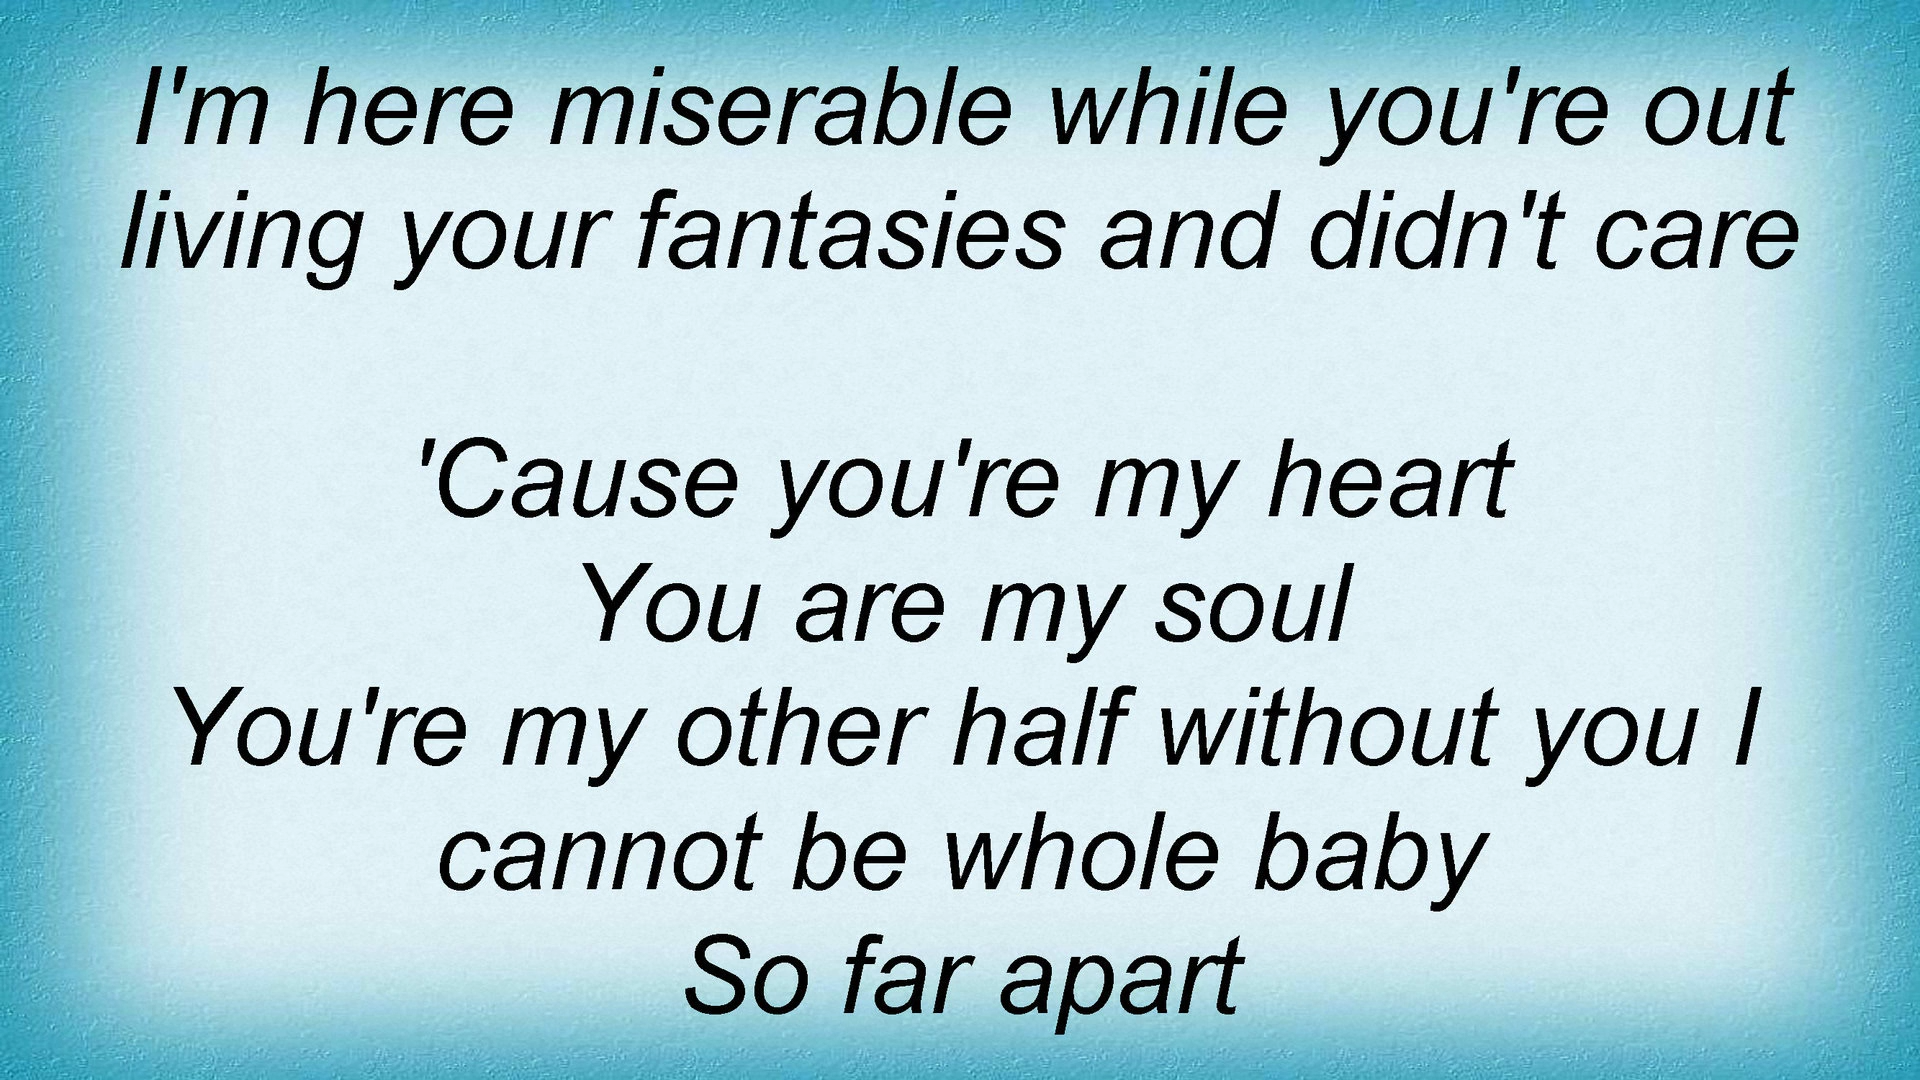 I'm here miserable while you're out
living your fantasies and didn't care
'Cause you're my heart
You are my soul
You're my other half without you I
cannot be whole baby
So far apart